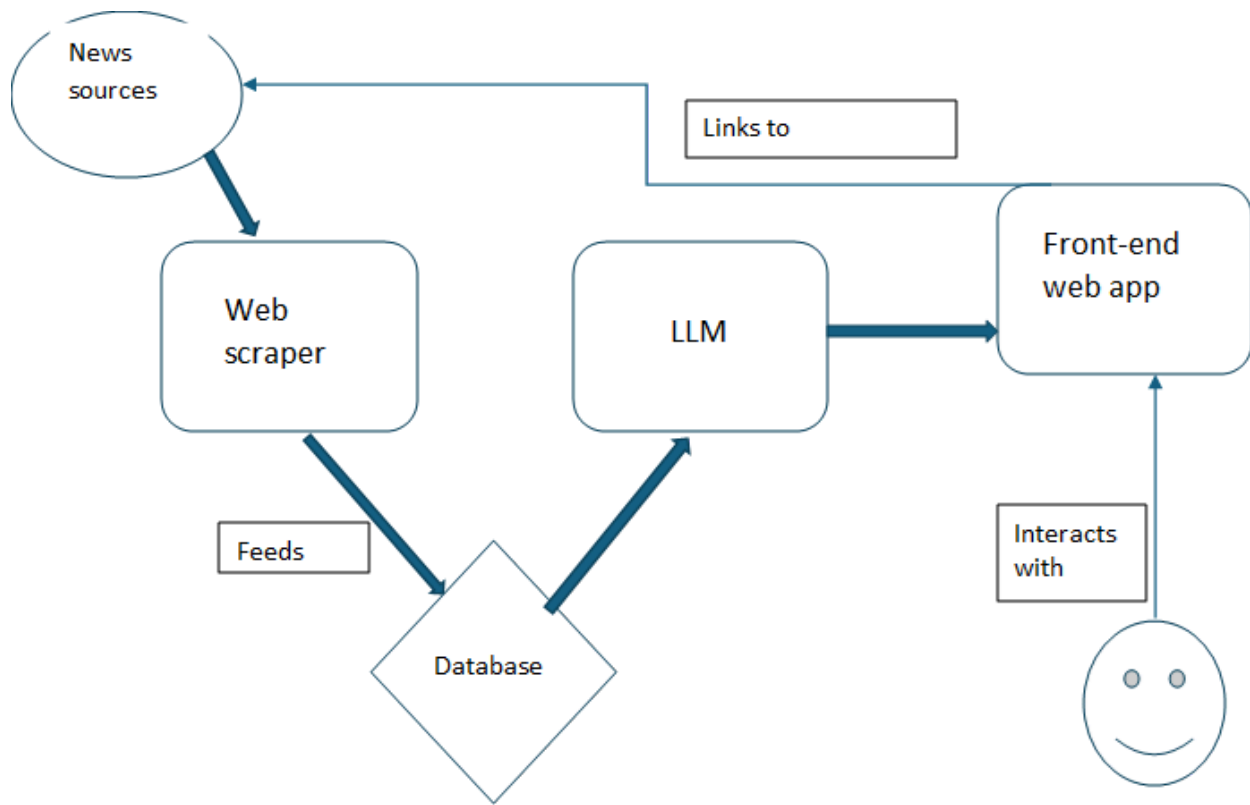 News
sources
Links to
Front-end
web app
Web
scraper
LLM
Feeds
Interacts
with
Database